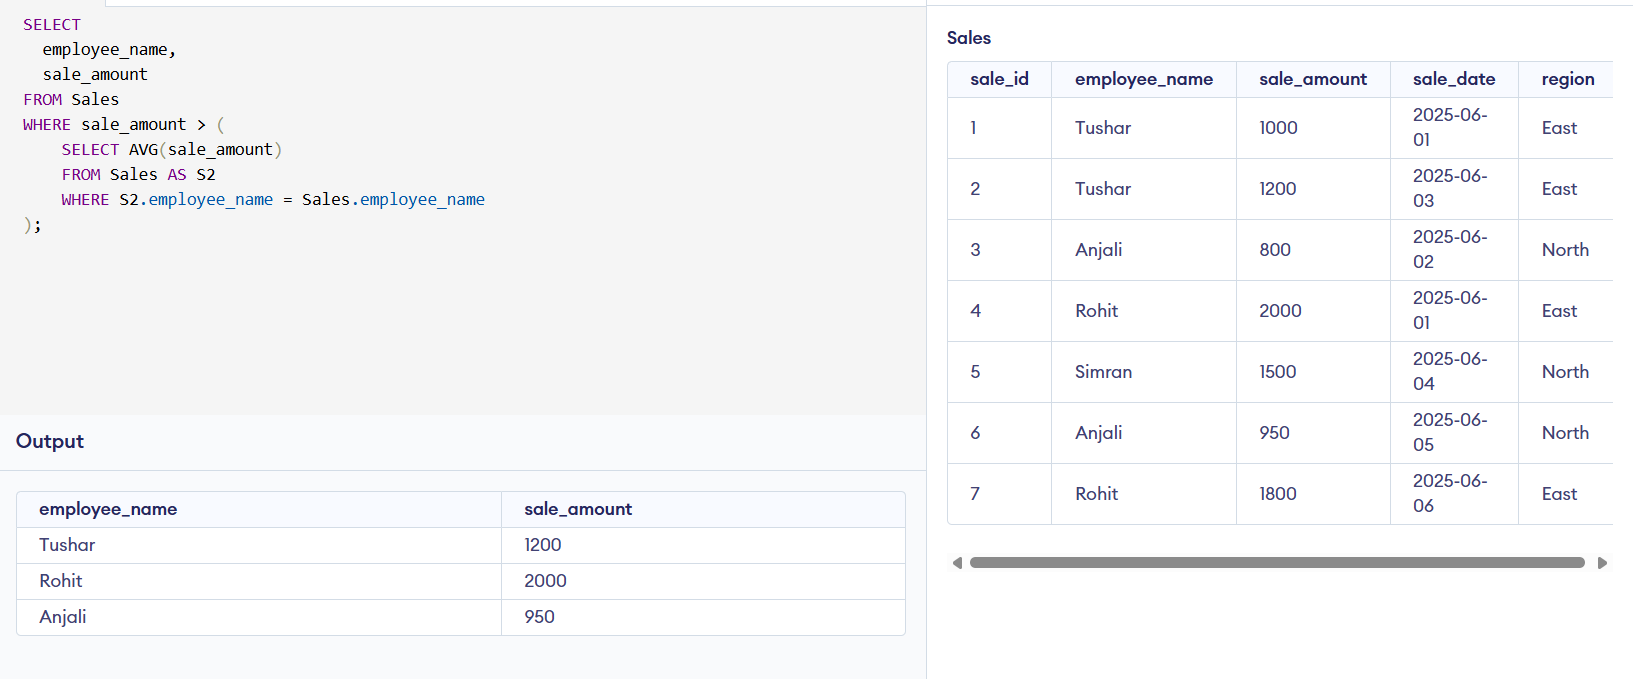 SELECT
employee_name,
sale_amount
FROM Sales
WHERE sale_amount > (
SELECT AVG(sale_amount)
FROM Sales AS S2
WHERE S2.employee_name = Sales.employee_name
);
Output
employee_name sale_amount
Tushar 1200
Rohit 2000
Anjali 950
Sales
sale_id employee_name sale_amount sale_date region
1 Tushar 1000 2025-06-
01 East
2 Tushar 1200 2025-06-
03 East
3 Anjali 800 2025-06-
02 North
4 Rohit 2000 2025-06-
01 East
5 Simran 1500 2025-06-
04 North
6 Anjali 950 2025-06-
05 North
7 Rohit 1800 2025-06-
06 East